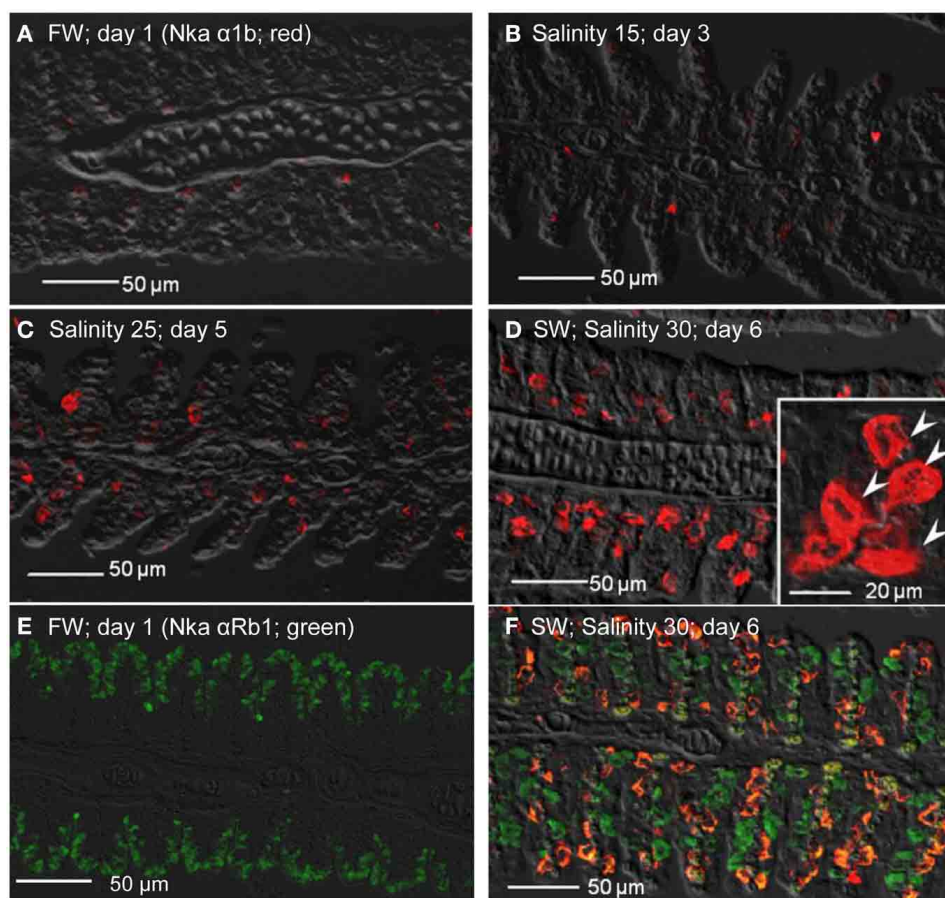 A FW; day 1 (Nka α1b; red)
50 µm
B Salinity 15; day 3
50 µm
C Salinity 25; day 5
50 µm
D SW; Salinity 30; day 6
50 µm
20 µm
E FW; day 1 (Nka αRb1; green)
50 µm
F SW; Salinity 30; day 6
50 µm